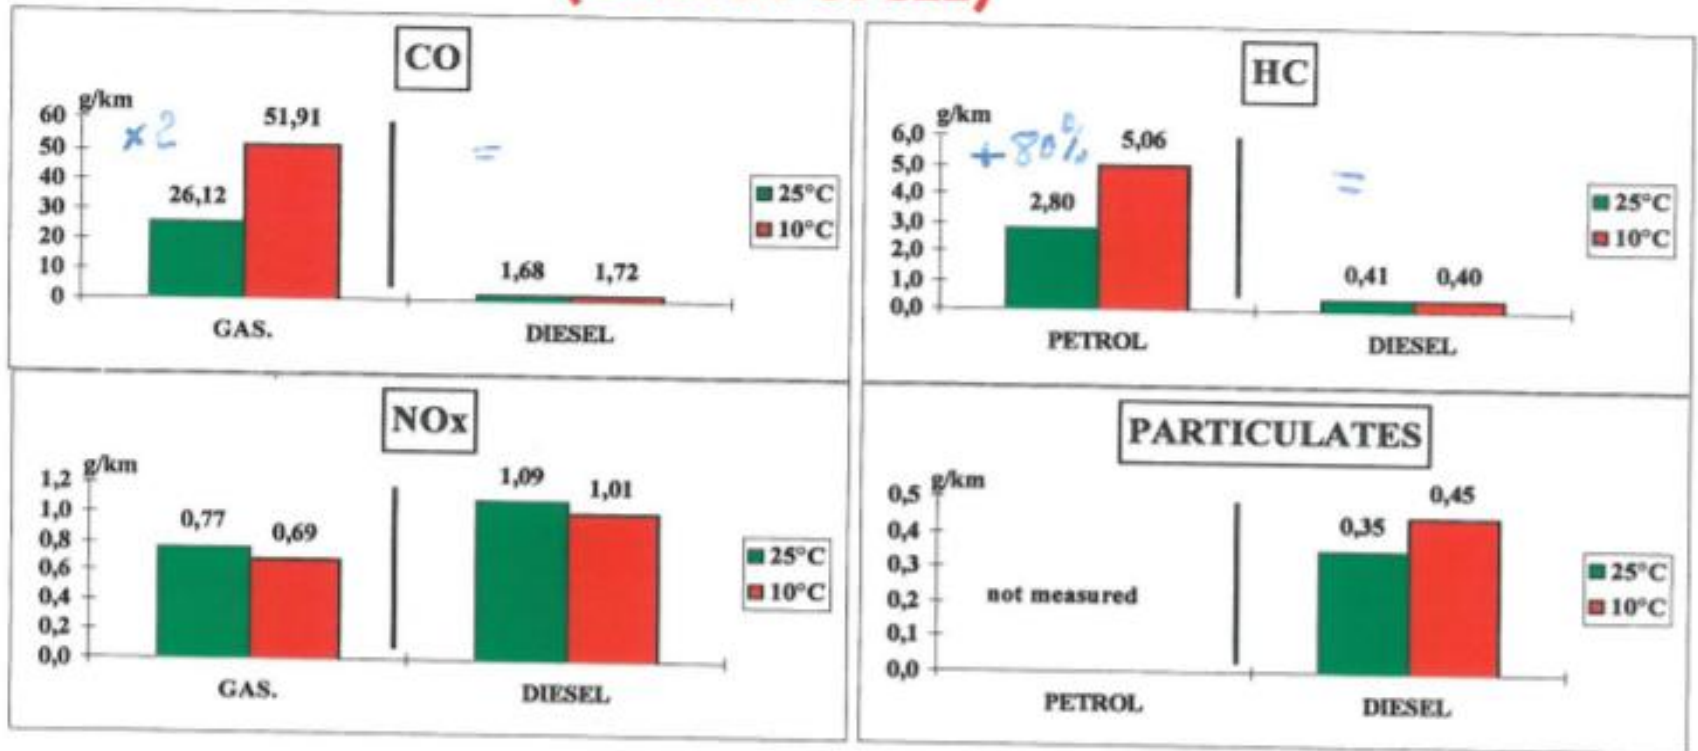 CO
g/km
60
50
40
30
20
10
0
×2
26,12
51,91
=
1,68
1,72
25°C
10°C
GAS.
DIESEL
HC
g/km
6,0
5,0
4,0
3,0
2,0
1,0
0,0
+80%
2,80
5,06
=
0,41
0,40
25°C
10°C
PETROL
DIESEL
NOx
g/km
1,2
1,0
0,8
0,6
0,4
0,2
0,0
0,77
0,69
1,09
1,01
25°C
10°C
GAS.
DIESEL
PARTICULATES
g/km
0,5
0,4
0,3
0,2
0,1
0,0
not measured
0,35
0,45
25°C
10°C
PETROL
DIESEL